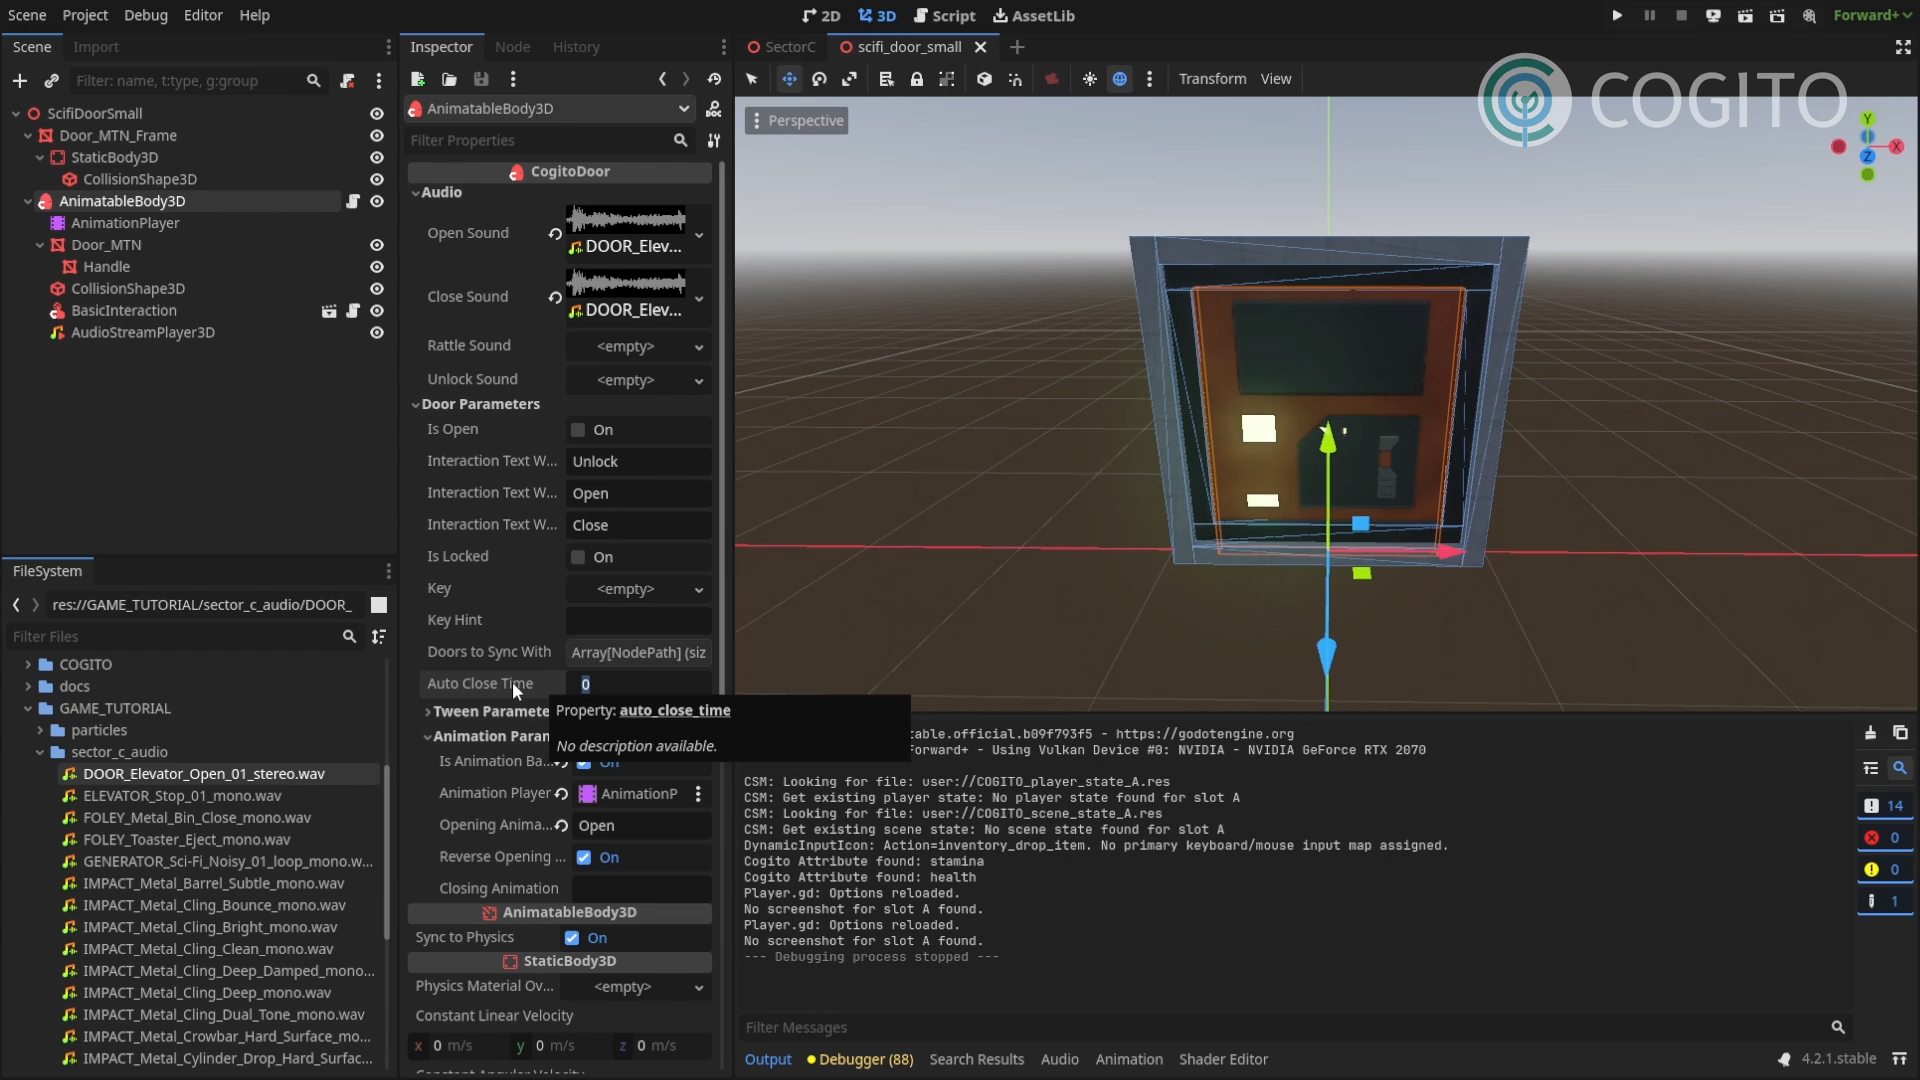 Scene Project Debug Editor Help
2D 3D Script AssetLib
Forward+
Scene Import
Inspector Node History
SectorC scifi_door_small
Filter: name, t:type, g:group
Transform View
COGITO
ScifiDoorSmall
Door_MTN_Frame
StaticBody3D
CollisionShape3D
AnimatableBody3D
AnimationPlayer
Door_MTN
Handle
CollisionShape3D
BasicInteraction
AudioStreamPlayer3D
AnimatableBody3D
Filter Properties
CogitoDoor
Audio
Open Sound DOOR_Elev...
Close Sound DOOR_Elev...
Rattle Sound <empty>
Unlock Sound <empty>
Door Parameters
Is Open On
Interaction Text W... Unlock
Interaction Text W... Open
Interaction Text W... Close
Is Locked On
Key <empty>
Key Hint
Doors to Sync With Array[NodePath] (siz
Auto Close Time 0
Tween Paramete
Property: auto_close_time
No description available.
Animation Paran
Is Animation Ba... On
Animation Player AnimationP
Opening Anima... Open
Reverse Opening ... On
Closing Animation
AnimatableBody3D
Sync to Physics On
StaticBody3D
Physics Material Ov... <empty>
Constant Linear Velocity
x 0 m/s y 0 m/s z 0 m/s
Perspective
Y
X
Z
FileSystem
res://GAME_TUTORIAL/sector_c_audio/DOOR_
Filter Files
COGITO
docs
GAME_TUTORIAL
particles
sector_c_audio
DOOR_Elevator_Open_01_stereo.wav
ELEVATOR_Stop_01_mono.wav
FOLEY_Metal_Bin_Close_mono.wav
FOLEY_Toaster_Eject_mono.wav
GENERATOR_Sci-Fi_Noisy_01_loop_mono.w...
IMPACT_Metal_Barrel_Subtle_mono.wav
IMPACT_Metal_Cling_Bounce_mono.wav
IMPACT_Metal_Cling_Bright_mono.wav
IMPACT_Metal_Cling_Clean_mono.wav
IMPACT_Metal_Cling_Deep_Damped_mono...
IMPACT_Metal_Cling_Deep_mono.wav
IMPACT_Metal_Cling_Dual_Tone_mono.wav
IMPACT_Metal_Crowbar_Hard_Surface_mo...
IMPACT_Metal_Cylinder_Drop_Hard_Surfac...
table.official.b09f793f5 - https://godotengine.org
orward+ - Using Vulkan Device #0: NVIDIA - NVIDIA GeForce RTX 2070
CSM: Looking for file: user://COGITO_player_state_A.res
CSM: Get existing player state: No player state found for slot A
CSM: Looking for file: user://COGITO_scene_state_A.res
CSM: Get existing scene state: No scene state found for slot A
DynamicInputIcon: Action=inventory_drop_item. No primary keyboard/mouse input map assigned.
Cogito Attribute found: stamina
Cogito Attribute found: health
Player.gd: Options reloaded.
No screenshot for slot A found.
Player.gd: Options reloaded.
No screenshot for slot A found.
--- Debugging process stopped ---
14
0
0
1
Filter Messages
Output Debugger (88) Search Results Audio Animation Shader Editor
4.2.1.stable